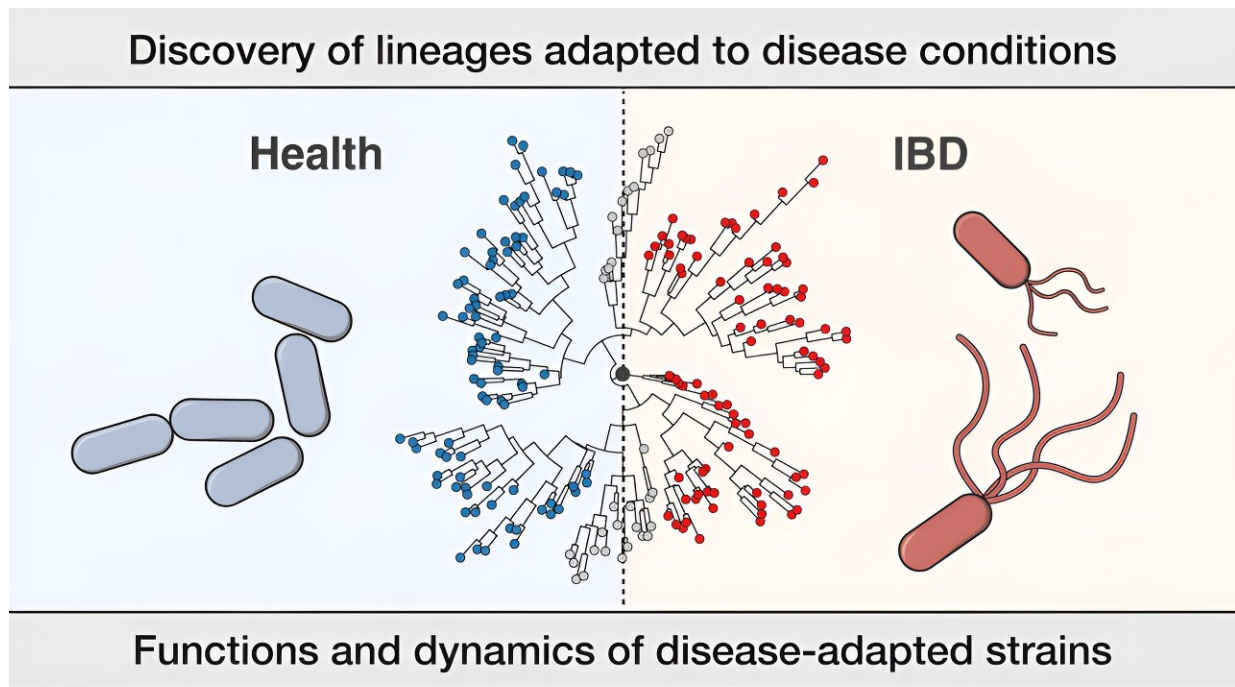 Discovery of lineages adapted to disease conditions
Health
IBD
Functions and dynamics of disease-adapted strains